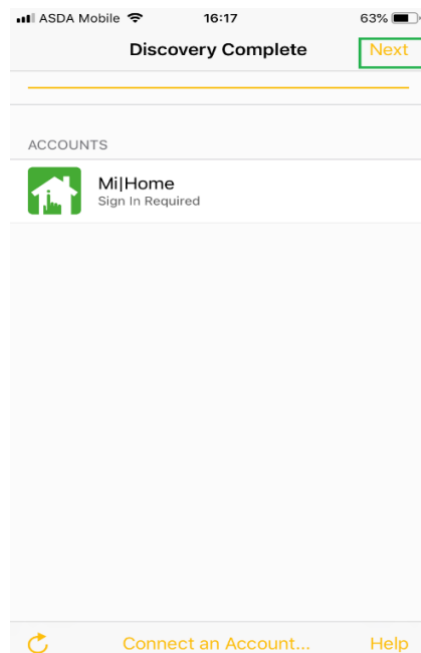 ASDA Mobile 16:17 63%
Discovery Complete Next
ACCOUNTS
Mi|Home
Sign In Required
Connect an Account... Help